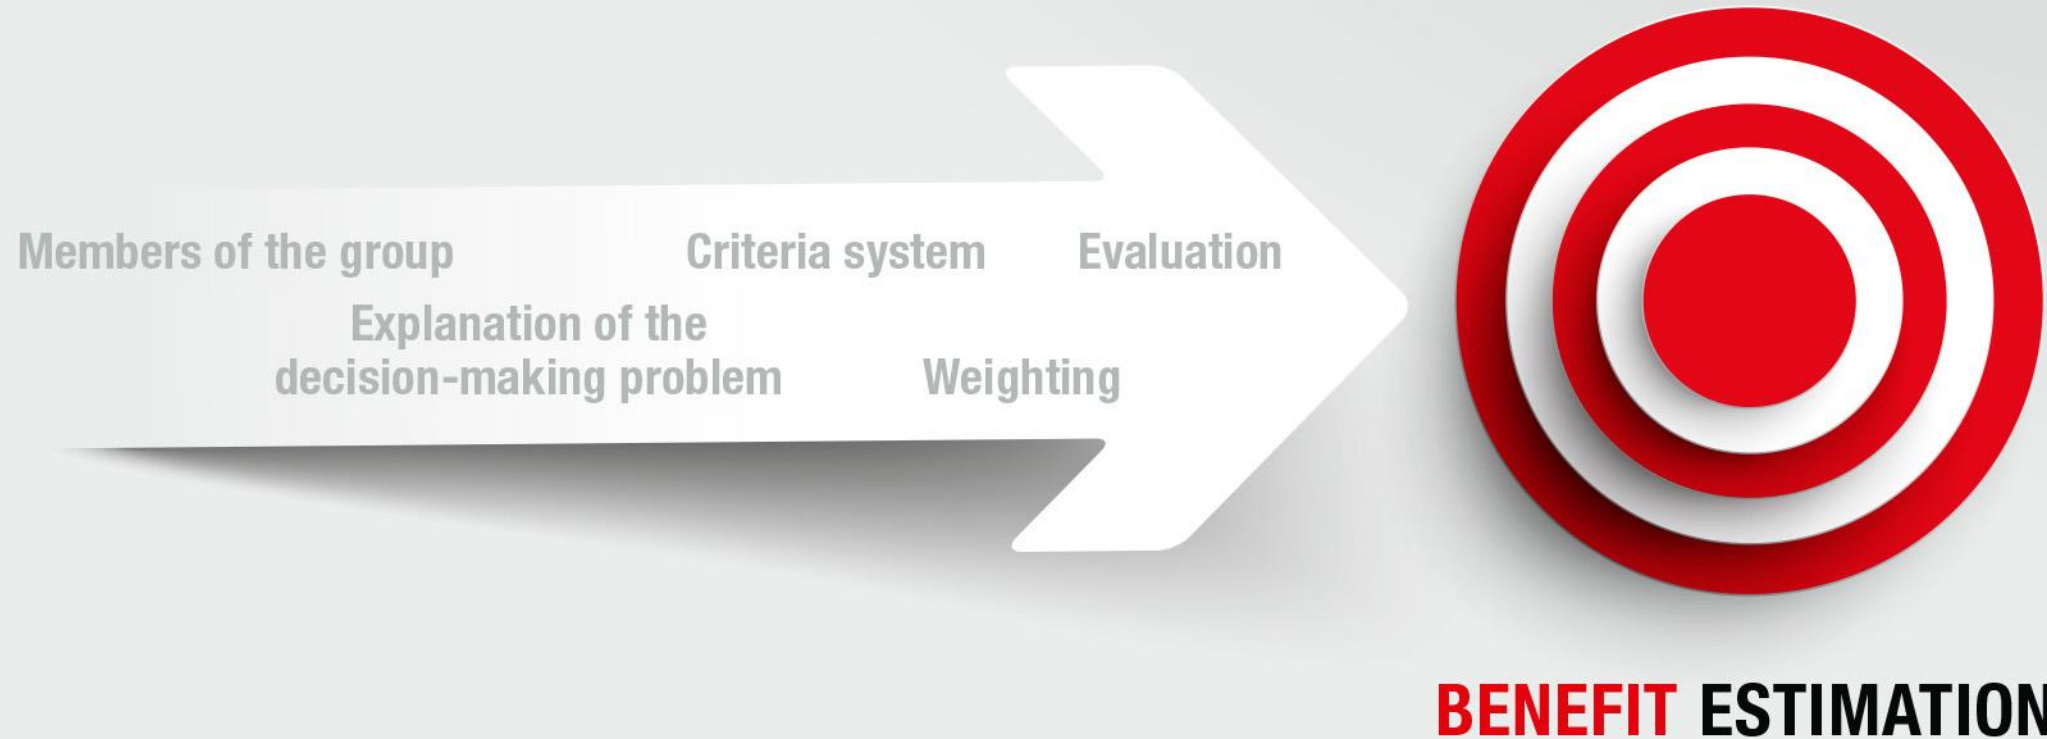 Members of the group
Explanation of the
decision-making problem
Criteria system
Weighting
Evaluation
BENEFIT ESTIMATION